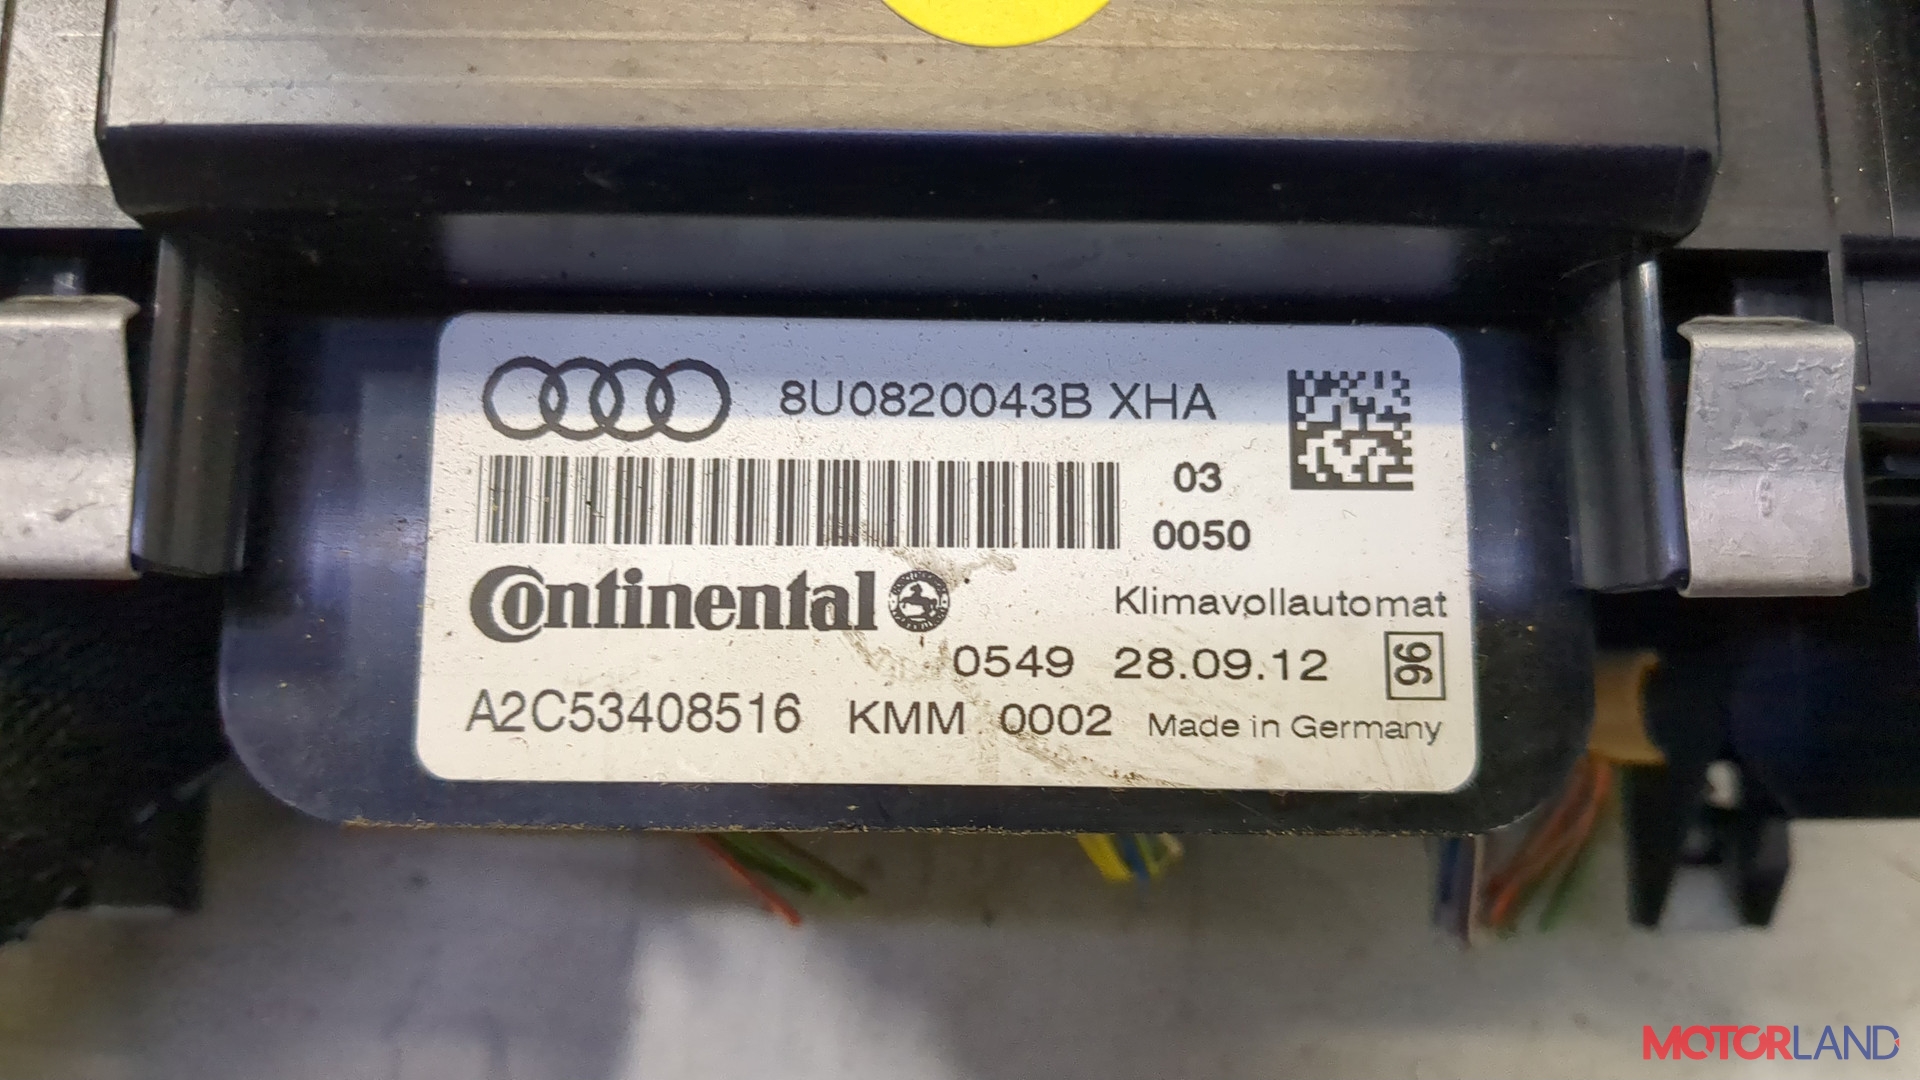 8U0820043B XHA
03
0050
Continental
Klimavollautomat
0549 28.09.12 96
A2C53408516 KMM 0002 Made in Germany
MOTORLAND